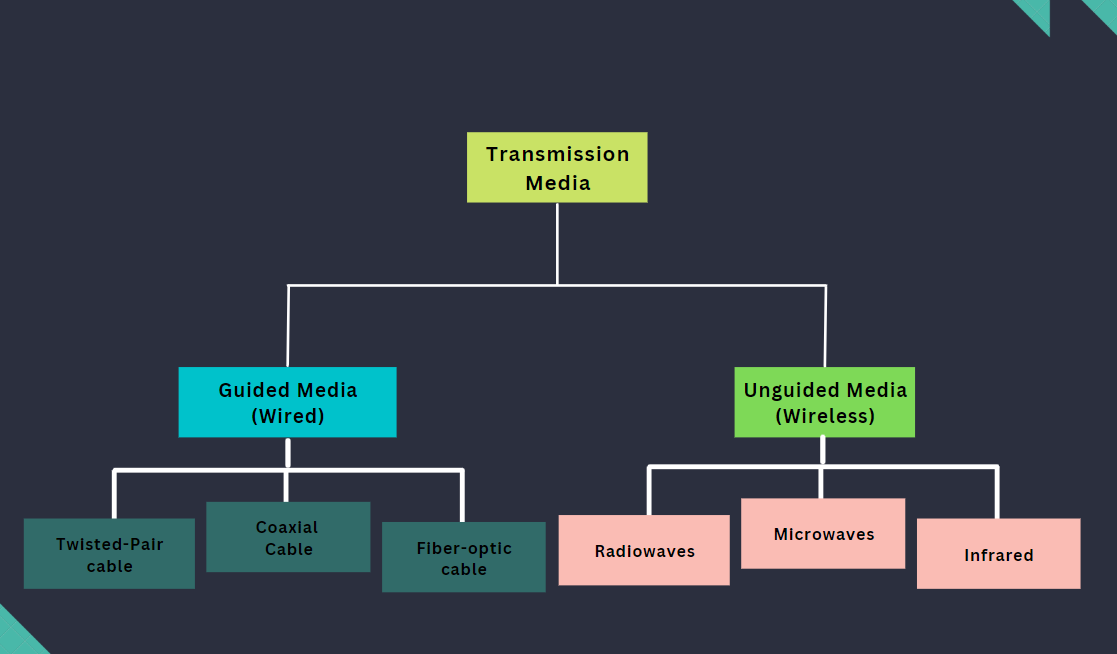 Transmission
Media
Guided Media
(Wired)
Unguided Media
(Wireless)
Twisted-Pair
cable
Coaxial
Cable
Fiber-optic
cable
Radiowaves
Microwaves
Infrared